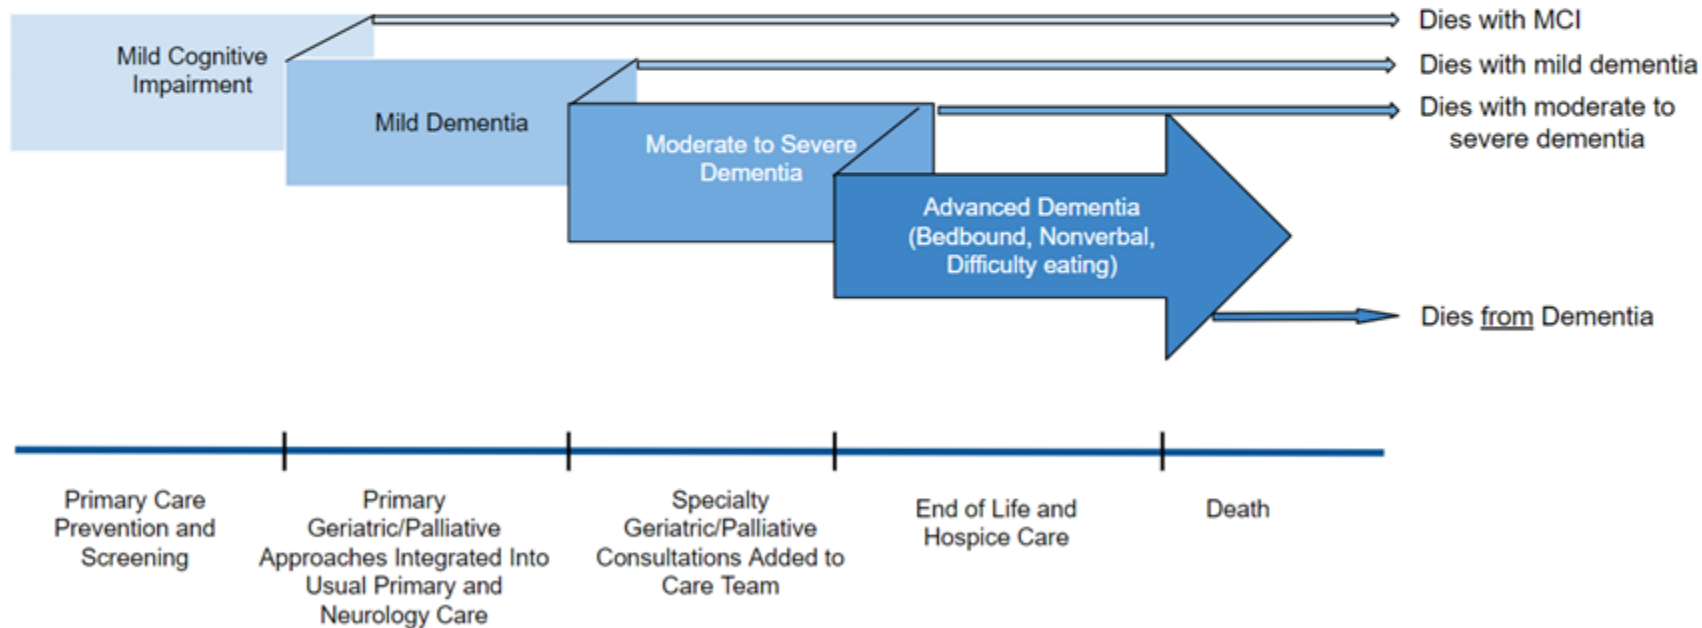 Mild Cognitive
Impairment
Mild Dementia
Moderate to Severe
Dementia
Advanced Dementia
(Bedbound, Nonverbal,
Difficulty eating)
Dies with MCI
Dies with mild dementia
Dies with moderate to
severe dementia
Dies from Dementia
Primary Care
Prevention and
Screening
Primary
Geriatric/Palliative
Approaches Integrated Into
Usual Primary and
Neurology Care
Specialty
Geriatric/Palliative
Consultations Added to
Care Team
End of Life and
Hospice Care
Death